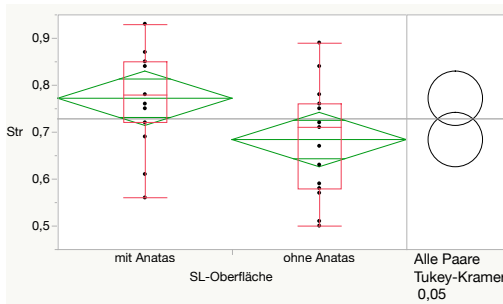 0,9
0,8
Str
0,7
0,6
0,5
mit Anatas
ohne Anatas
SL-Oberfläche
Alle Paare
Tukey-Kramer
0,05